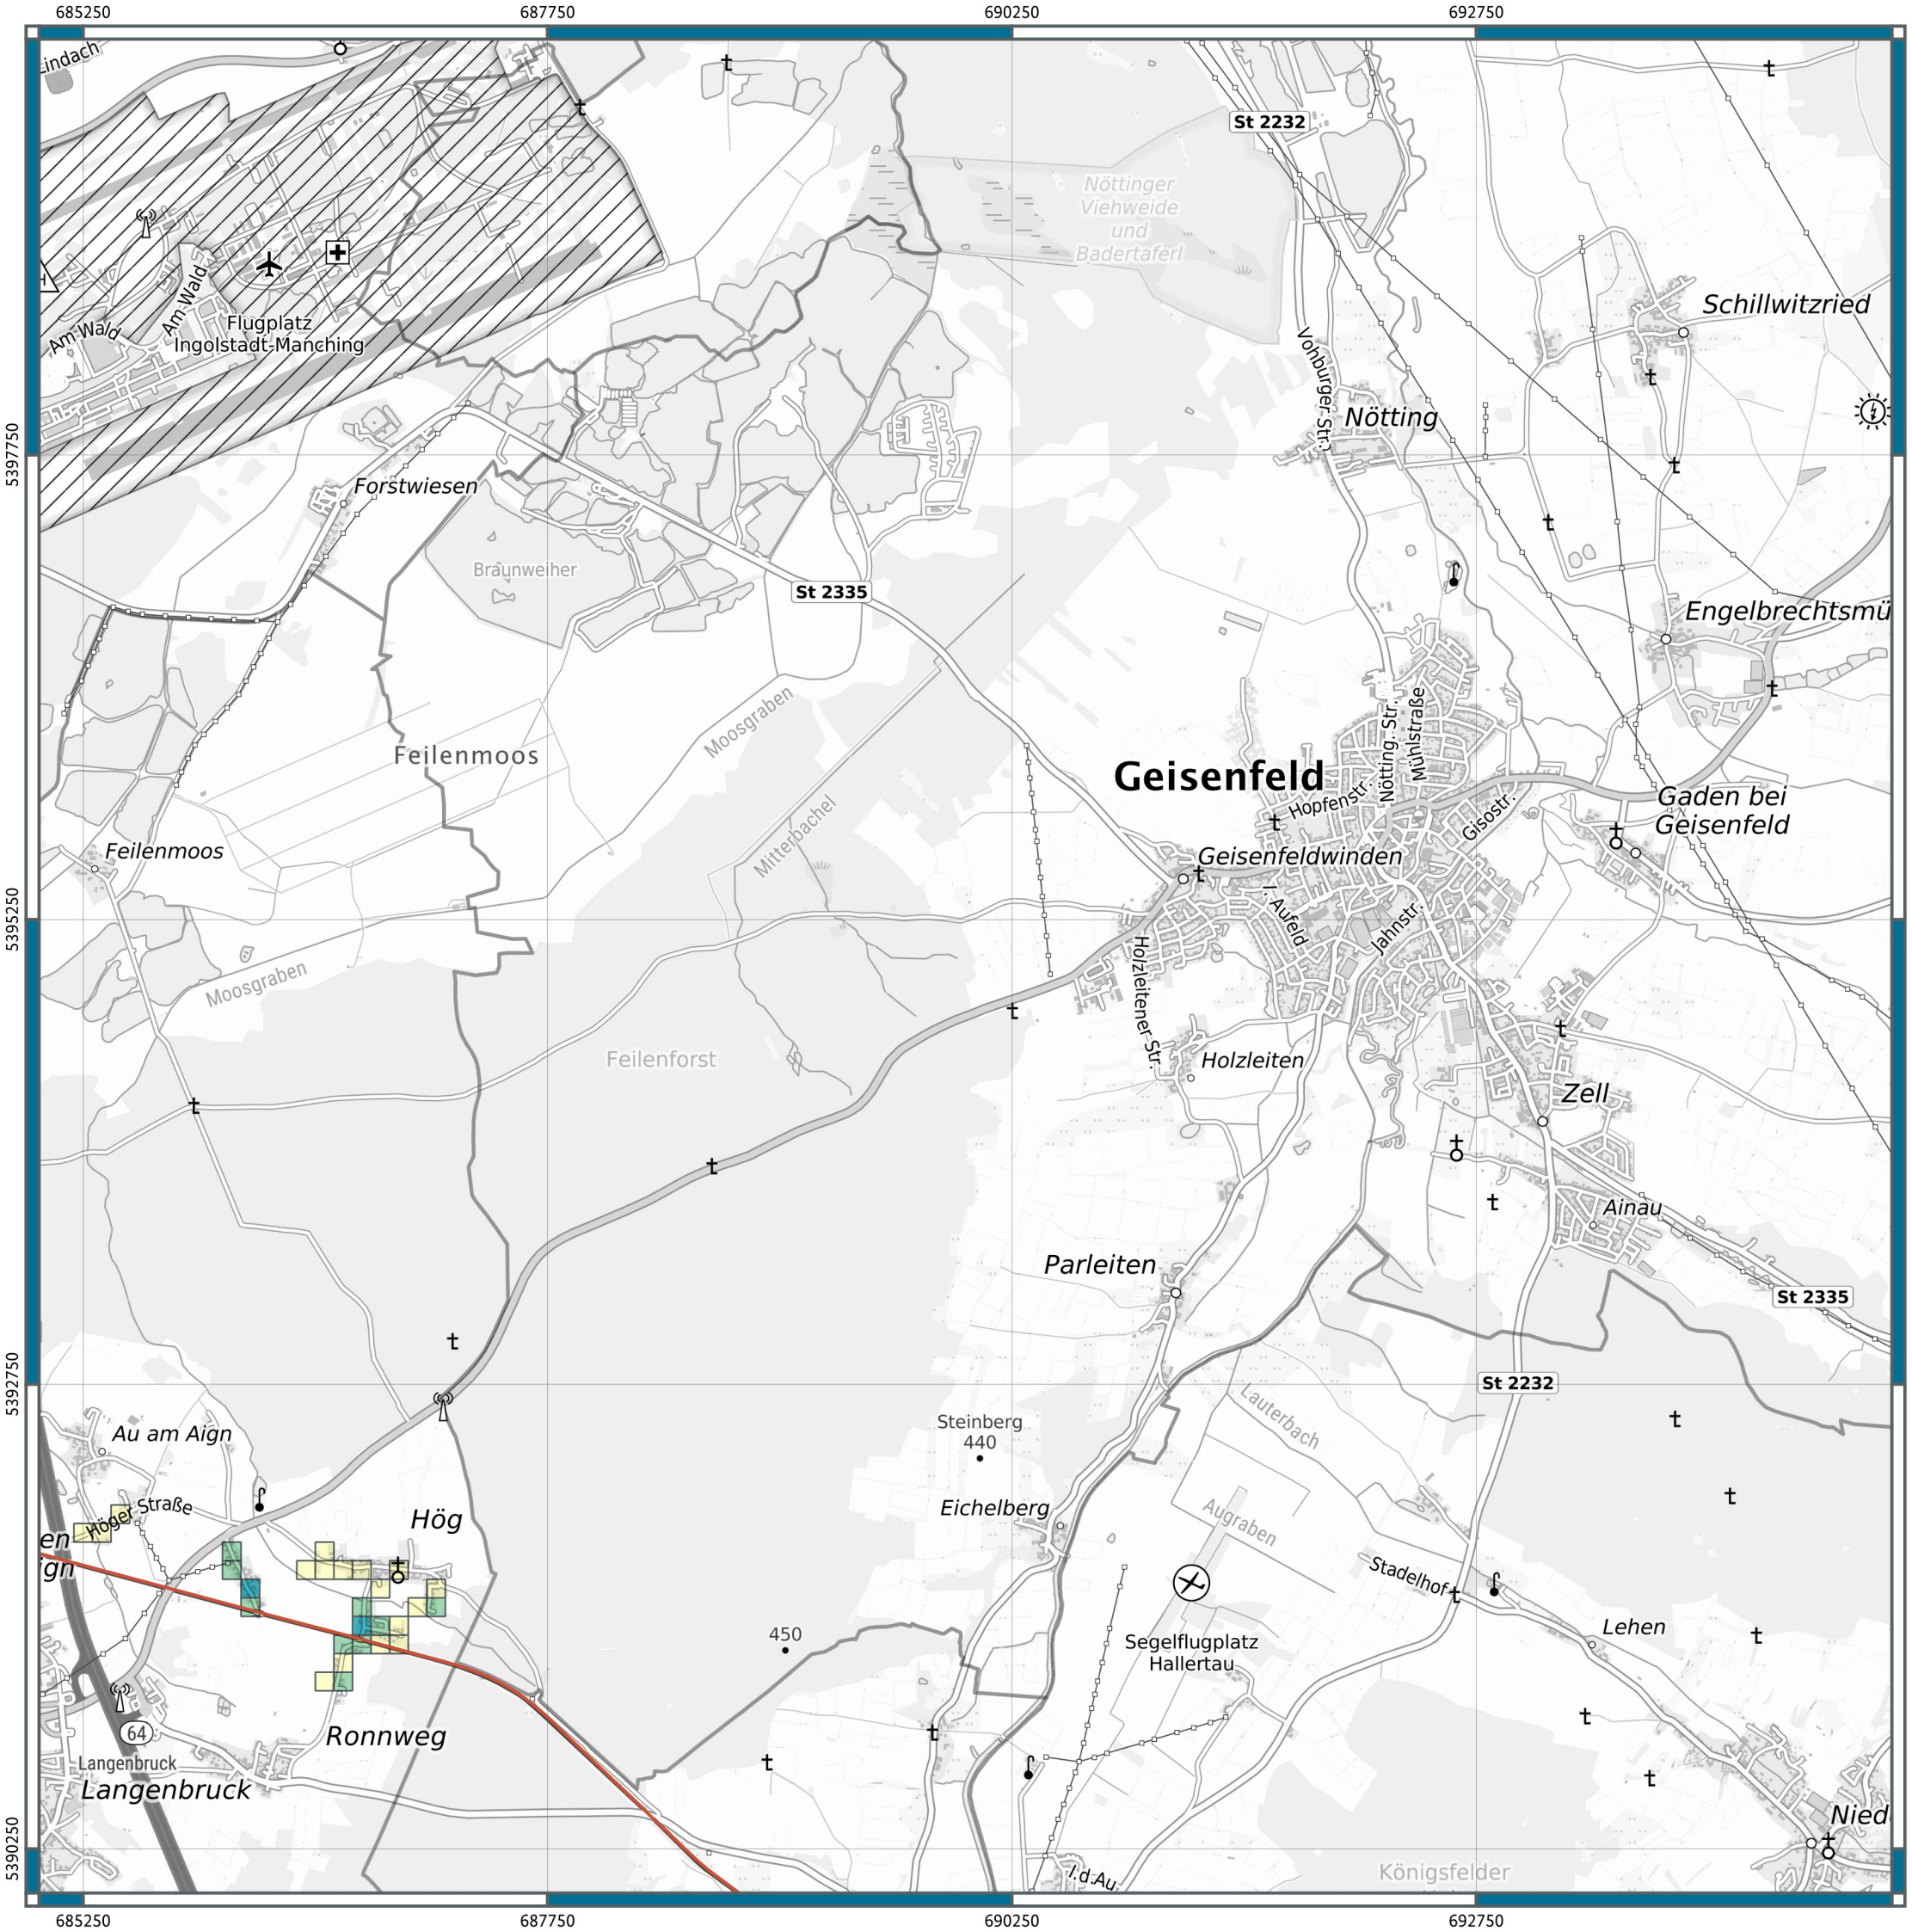 685250
687750
690250
692750
Lindach
St 2232
Nöttinger
Viehweide
und
Badertaferl
H
Am Wald
Am Wald
Flugplatz
Ingolstadt-Manching
Schillwitzried
Vohburger Str.
Nötting
5397750
Forstwiesen
Braunweiher
St 2335
Engelbrechtsmü
Moosgraben
Feilenmoos
Nötting. Str.
Mühlstraße
Geisenfeld
Hopfenstr.
Gisostr.
Gaden bei
Geisenfeld
Mitterbachel
Feilenmoos
Geisenfeldwinden
I. Aufeld
Jahnstr.
5395250
Moosgraben
Holzleitener Str.
Feilenforst
Holzleiten
Zell
Ainau
Parleiten
St 2335
5392750
St 2232
Lauterbach
Steinberg
440
Au am Aign
Höger Straße
Hög
Eichelberg
Augraben
en
ign
Stadelhof
Lehen
450
Segelflugplatz
Hallertau
64
Ronnweg
Langenbruck
Langenbruck
Nied
5390250
I.d.Au
Königsfelder
685250
687750
690250
692750